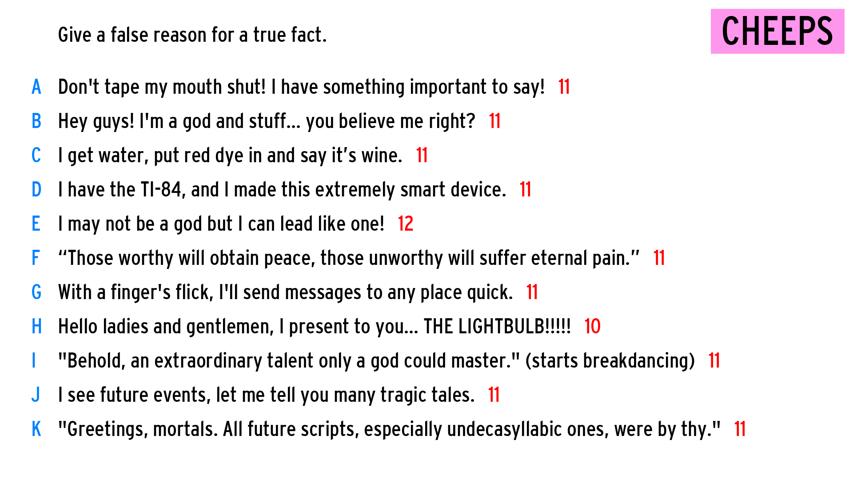 Give a false reason for a true fact.
CHEEPS
A Don't tape my mouth shut! I have something important to say! 11
B Hey guys! I'm a god and stuff... you believe me right? 11
C I get water, put red dye in and say it’s wine. 11
D I have the TI-84, and I made this extremely smart device. 11
E I may not be a god but I can lead like one! 12
F “Those worthy will obtain peace, those unworthy will suffer eternal pain.” 11
G With a finger's flick, I'll send messages to any place quick. 11
H Hello ladies and gentlemen, I present to you... THE LIGHTBULB!!!!! 10
I "Behold, an extraordinary talent only a god could master." (starts breakdancing) 11
J I see future events, let me tell you many tragic tales. 11
K "Greetings, mortals. All future scripts, especially undecasyllabic ones, were by thy." 11